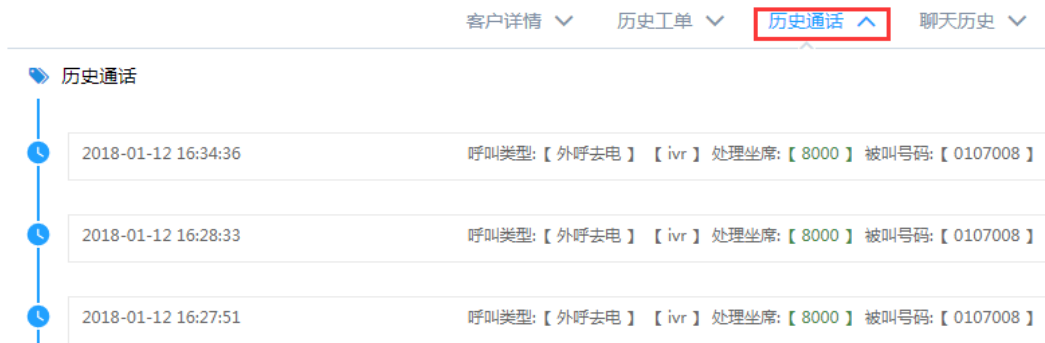 客户详情 历史工单 历史通话 聊天历史
历史通话
2018-01-12 16:34:36 呼叫类型:【 外呼去电 】 【 ivr 】 处理坐席:【 8000 】 被叫号码:【 0107008 】
2018-01-12 16:28:33 呼叫类型:【 外呼去电 】 【 ivr 】 处理坐席:【 8000 】 被叫号码:【 0107008 】
2018-01-12 16:27:51 呼叫类型:【 外呼去电 】 【 ivr 】 处理坐席:【 8000 】 被叫号码:【 0107008 】